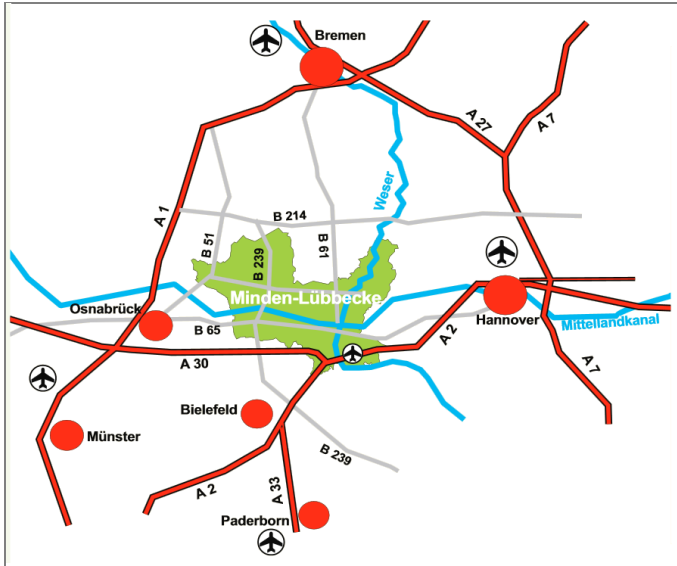 Bremen
A 27
A 7
Weser
A 1
B 214
B 51
B 239
B 61
Minden-Lübbecke
Osnabrück
Hannover
Mittellandkanal
B 65
A 2
A 30
A 7
Bielefeld
Münster
B 239
A 2
A 33
Paderborn